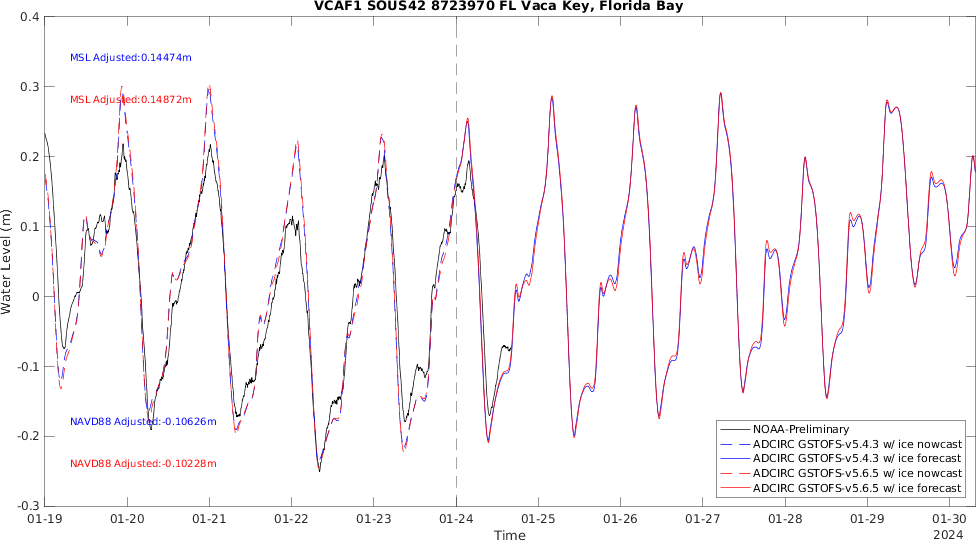 VCAF1 SOUS42 8723970 FL Vaca Key, Florida Bay
0.4
0.3
0.2
0.1
0
-0.1
-0.2
-0.3
Water Level (m)
MSL Adjusted:0.14474m
MSL Adjusted:0.14872m
NAVD88 Adjusted:-0.10626m
NAVD88 Adjusted:-0.10228m
NOAA-Preliminary
ADCIRC GSTOFS-v5.4.3 w/ ice nowcast
ADCIRC GSTOFS-v5.4.3 w/ ice forecast
ADCIRC GSTOFS-v5.6.5 w/ ice nowcast
ADCIRC GSTOFS-v5.6.5 w/ ice forecast
01-19 01-20 01-21 01-22 01-23 01-24 01-25 01-26 01-27 01-28 01-29 01-30
2024
Time